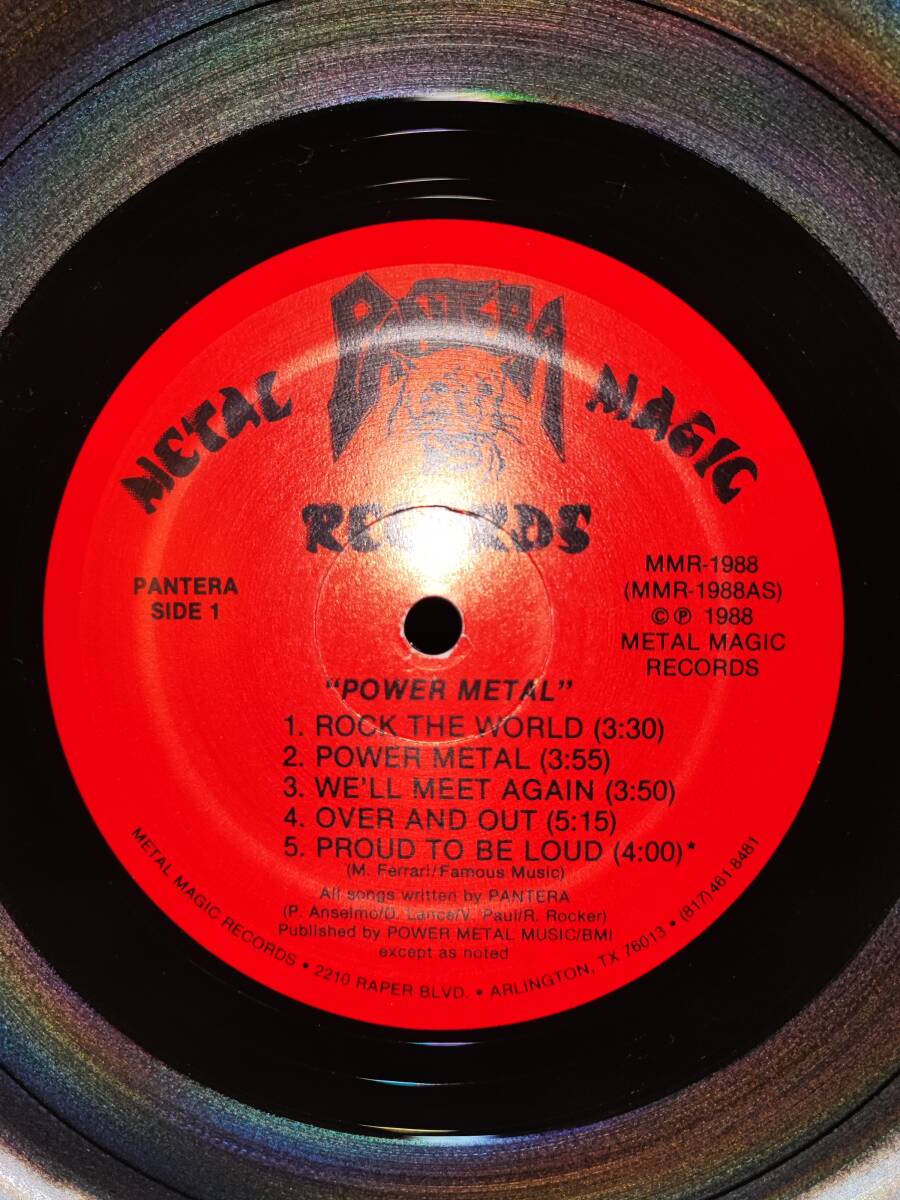 PANTERA
METAL MAGIC
RECORDS
PANTERA
SIDE 1
MMR-1988
(MMR-1988AS)
© ℗ 1988
METAL MAGIC
RECORDS
"POWER METAL"
1. ROCK THE WORLD (3:30)
2. POWER METAL (3:55)
3. WE'LL MEET AGAIN (3:50)
4. OVER AND OUT (5:15)
5. PROUD TO BE LOUD (4:00)*
(M. Ferrari/Famous Music)
All songs written by PANTERA
(P. Anselmo/D. Lance/V. Paul/R. Rocker)
Published by POWER METAL MUSIC/BMI
except as noted
METAL MAGIC RECORDS • 2210 RAPER BLVD. • ARLINGTON, TX 76013 • (817)461-8481